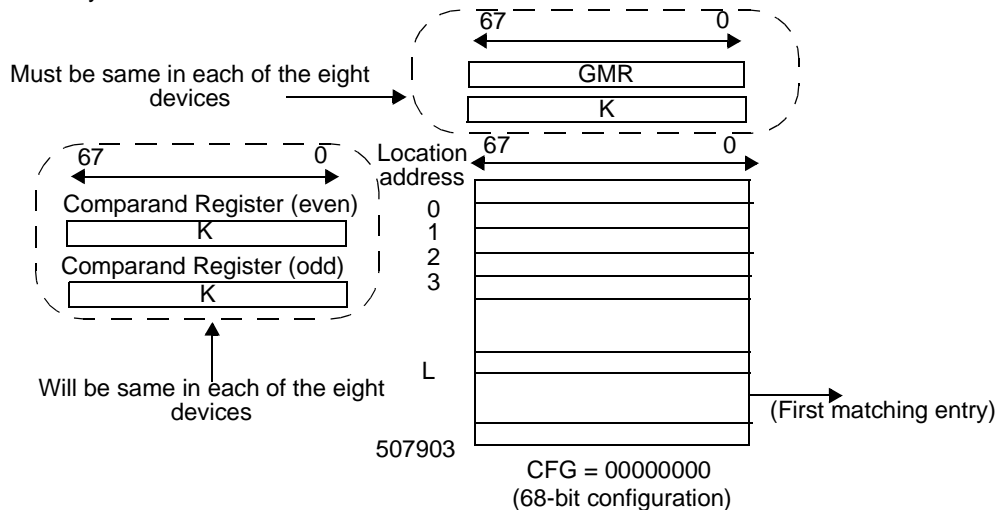 67 0
GMR
K
Must be same in each of the eight
devices
67 0
Location
address
67 0
Comparand Register (even)
K
Comparand Register (odd)
K
0
1
2
3
L
507903
Will be same in each of the eight
devices
(First matching entry)
CFG = 00000000
(68-bit configuration)